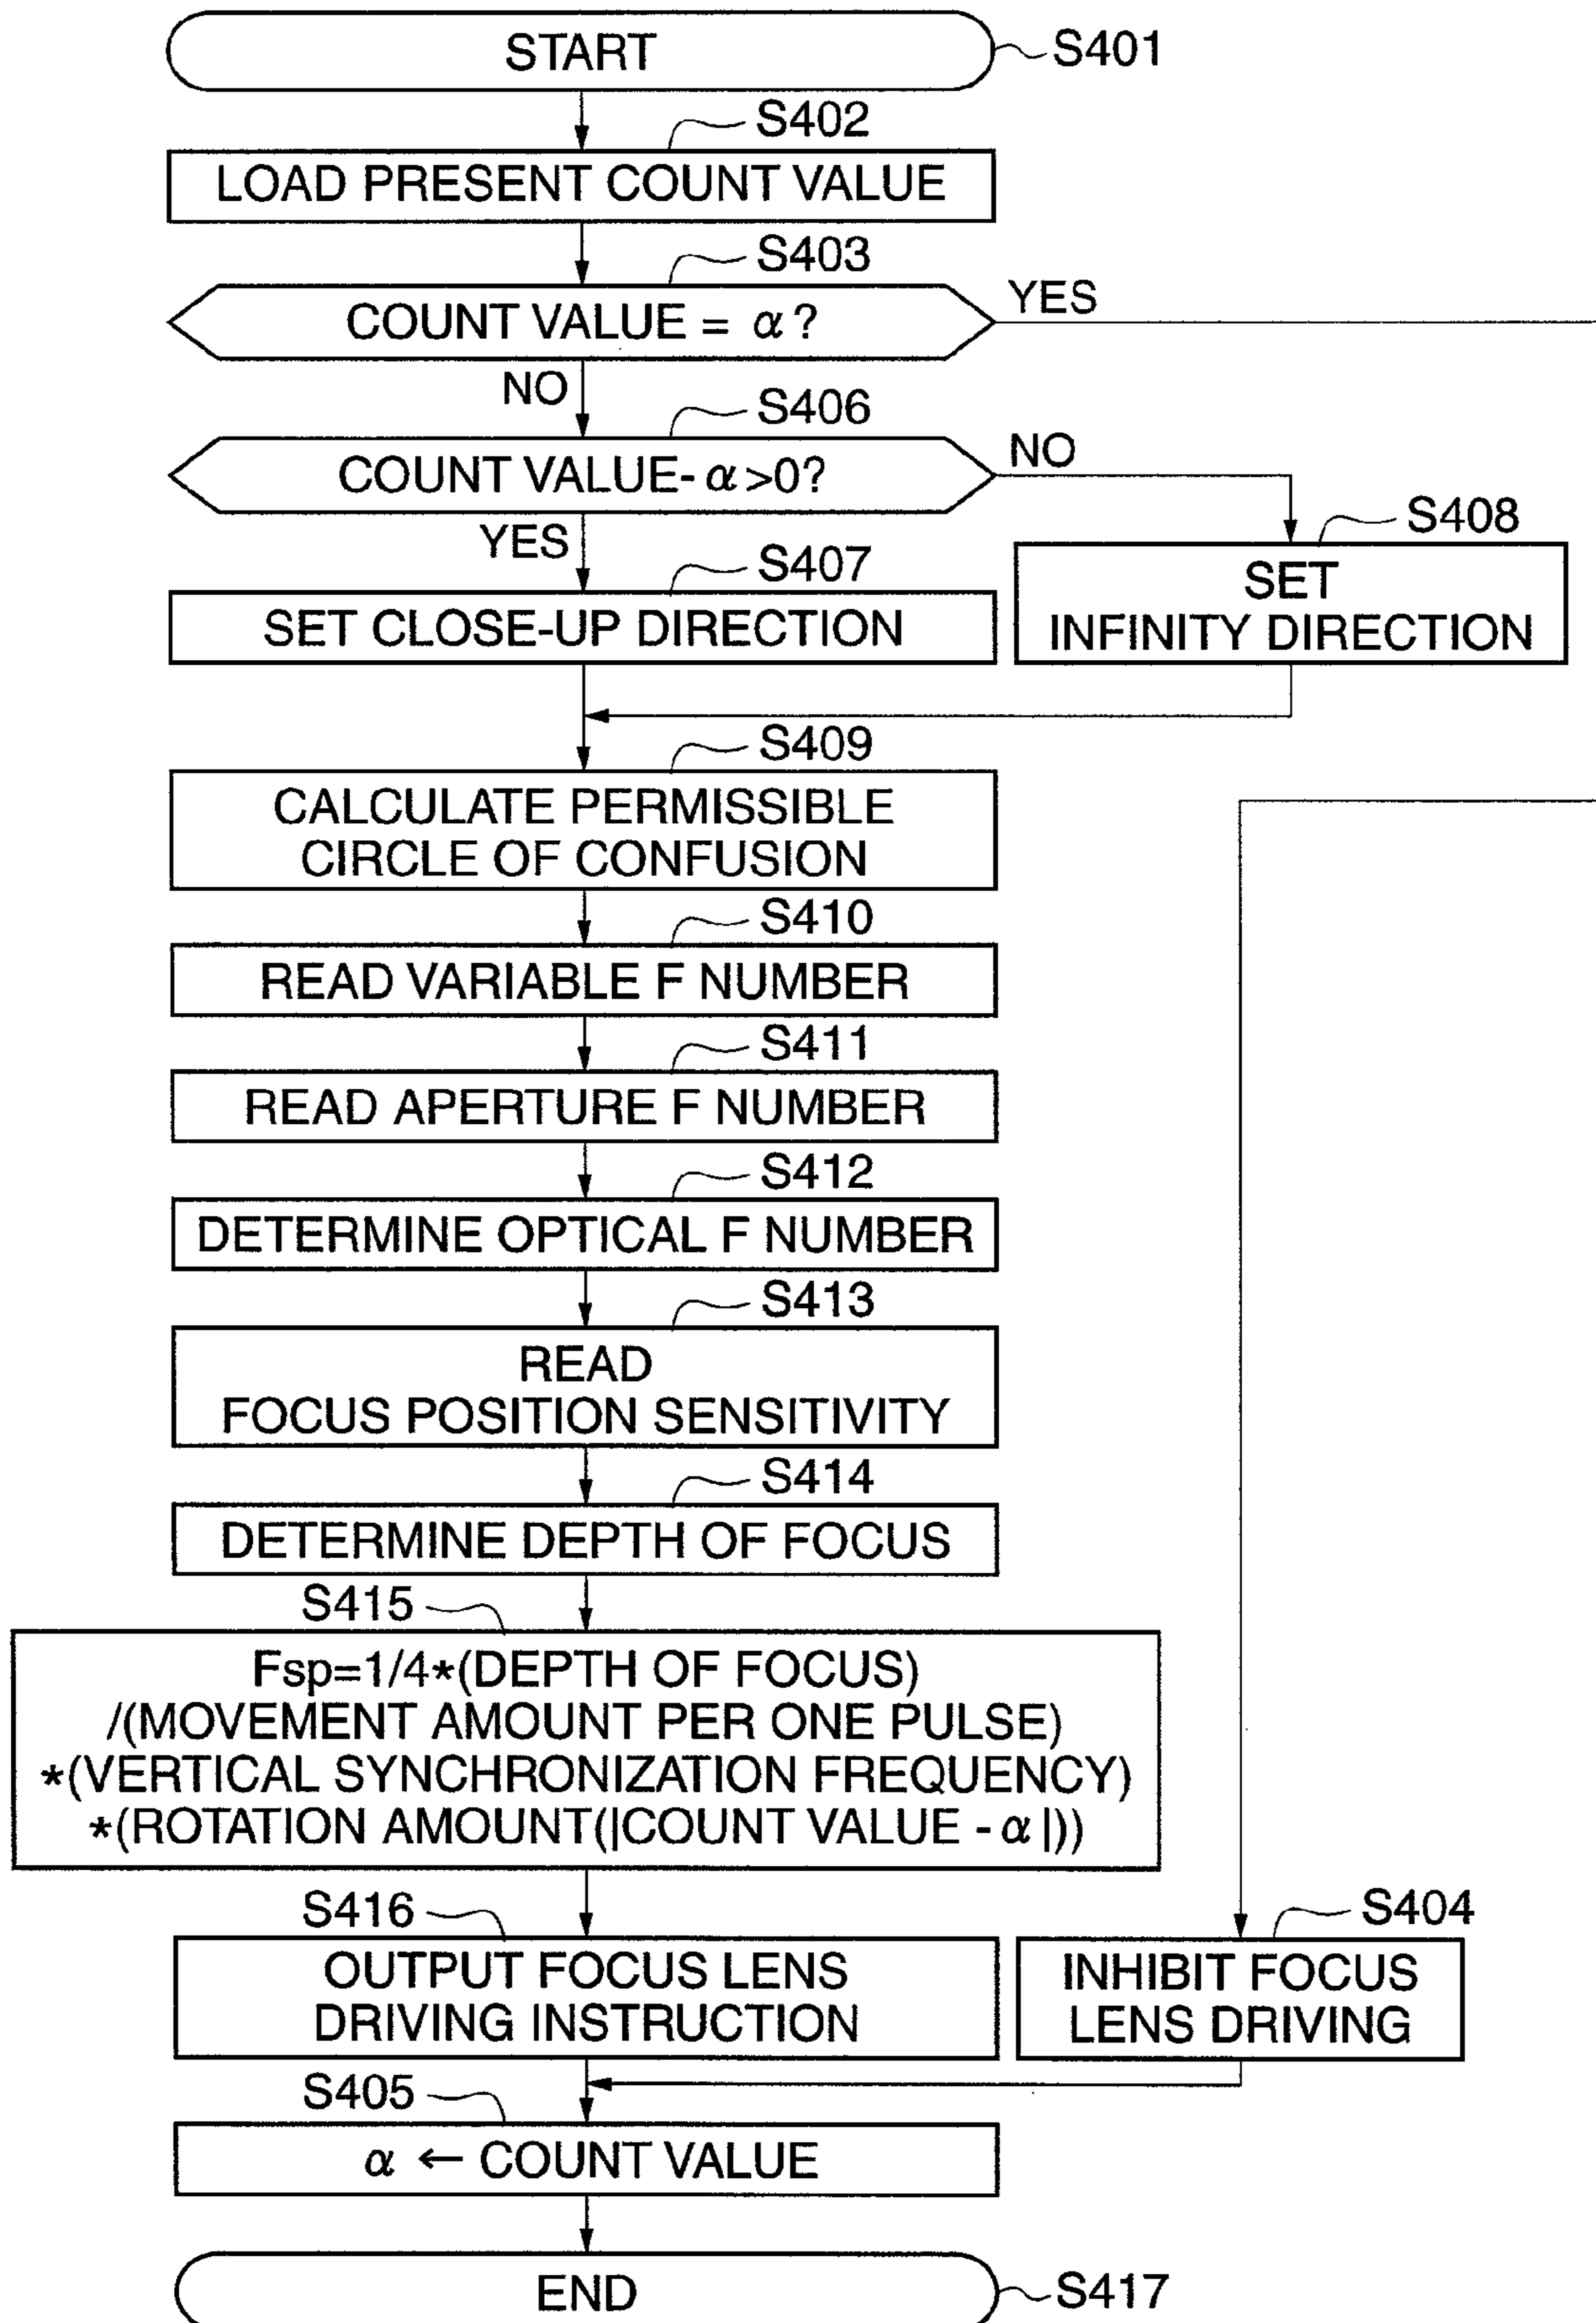 START
S401
S402
LOAD PRESENT COUNT VALUE
S403
COUNT VALUE = α?
YES
NO
S406
COUNT VALUE- α>0?
NO
YES
S407
SET CLOSE-UP DIRECTION
S408
SET
INFINITY DIRECTION
S409
CALCULATE PERMISSIBLE
CIRCLE OF CONFUSION
S410
READ VARIABLE F NUMBER
S411
READ APERTURE F NUMBER
S412
DETERMINE OPTICAL F NUMBER
S413
READ
FOCUS POSITION SENSITIVITY
S414
DETERMINE DEPTH OF FOCUS
S415
Fsp=1/4*(DEPTH OF FOCUS)
/(MOVEMENT AMOUNT PER ONE PULSE)
*(VERTICAL SYNCHRONIZATION FREQUENCY)
*(ROTATION AMOUNT(|COUNT VALUE - α|))
S416
OUTPUT FOCUS LENS
DRIVING INSTRUCTION
S404
INHIBIT FOCUS
LENS DRIVING
S405
α ← COUNT VALUE
END
S417